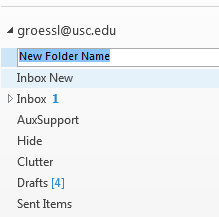 groessl@usc.edu
New Folder Name
Inbox New
Inbox 1
AuxSupport
Hide
Clutter
Drafts [4]
Sent Items